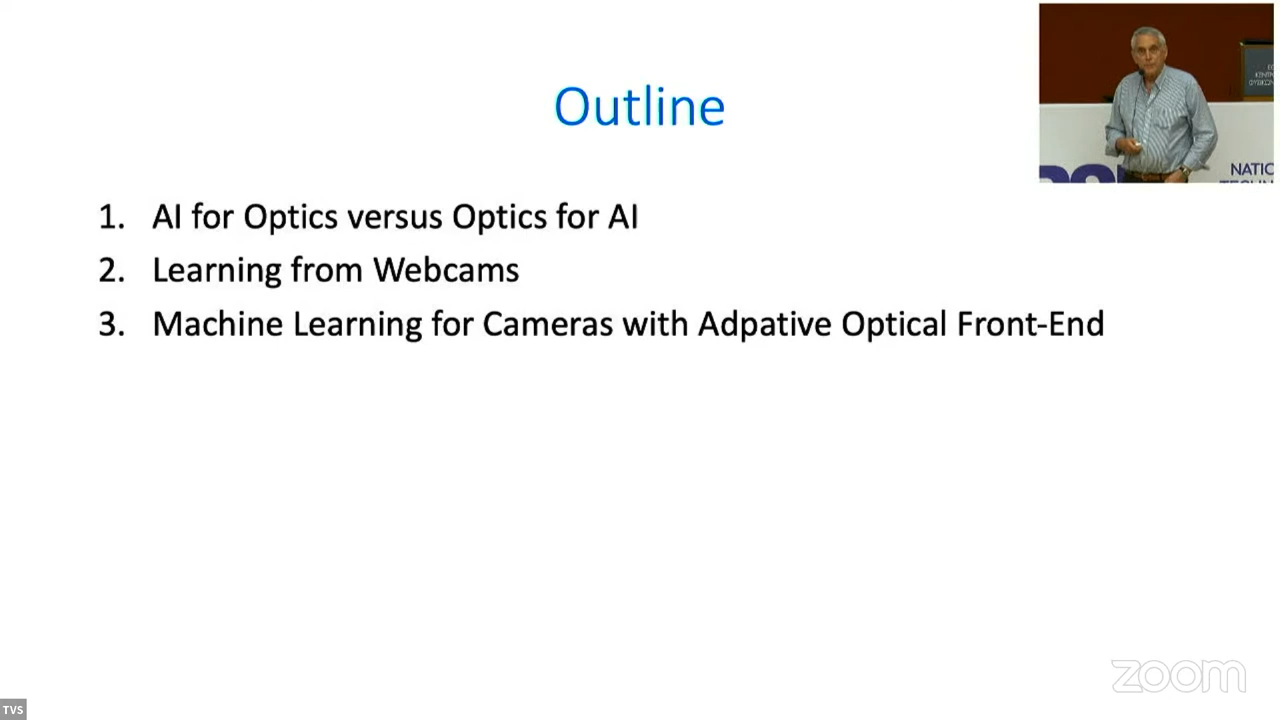 Outline
1. AI for Optics versus Optics for AI
2. Learning from Webcams
3. Machine Learning for Cameras with Adpative Optical Front-End
zoom
TVS